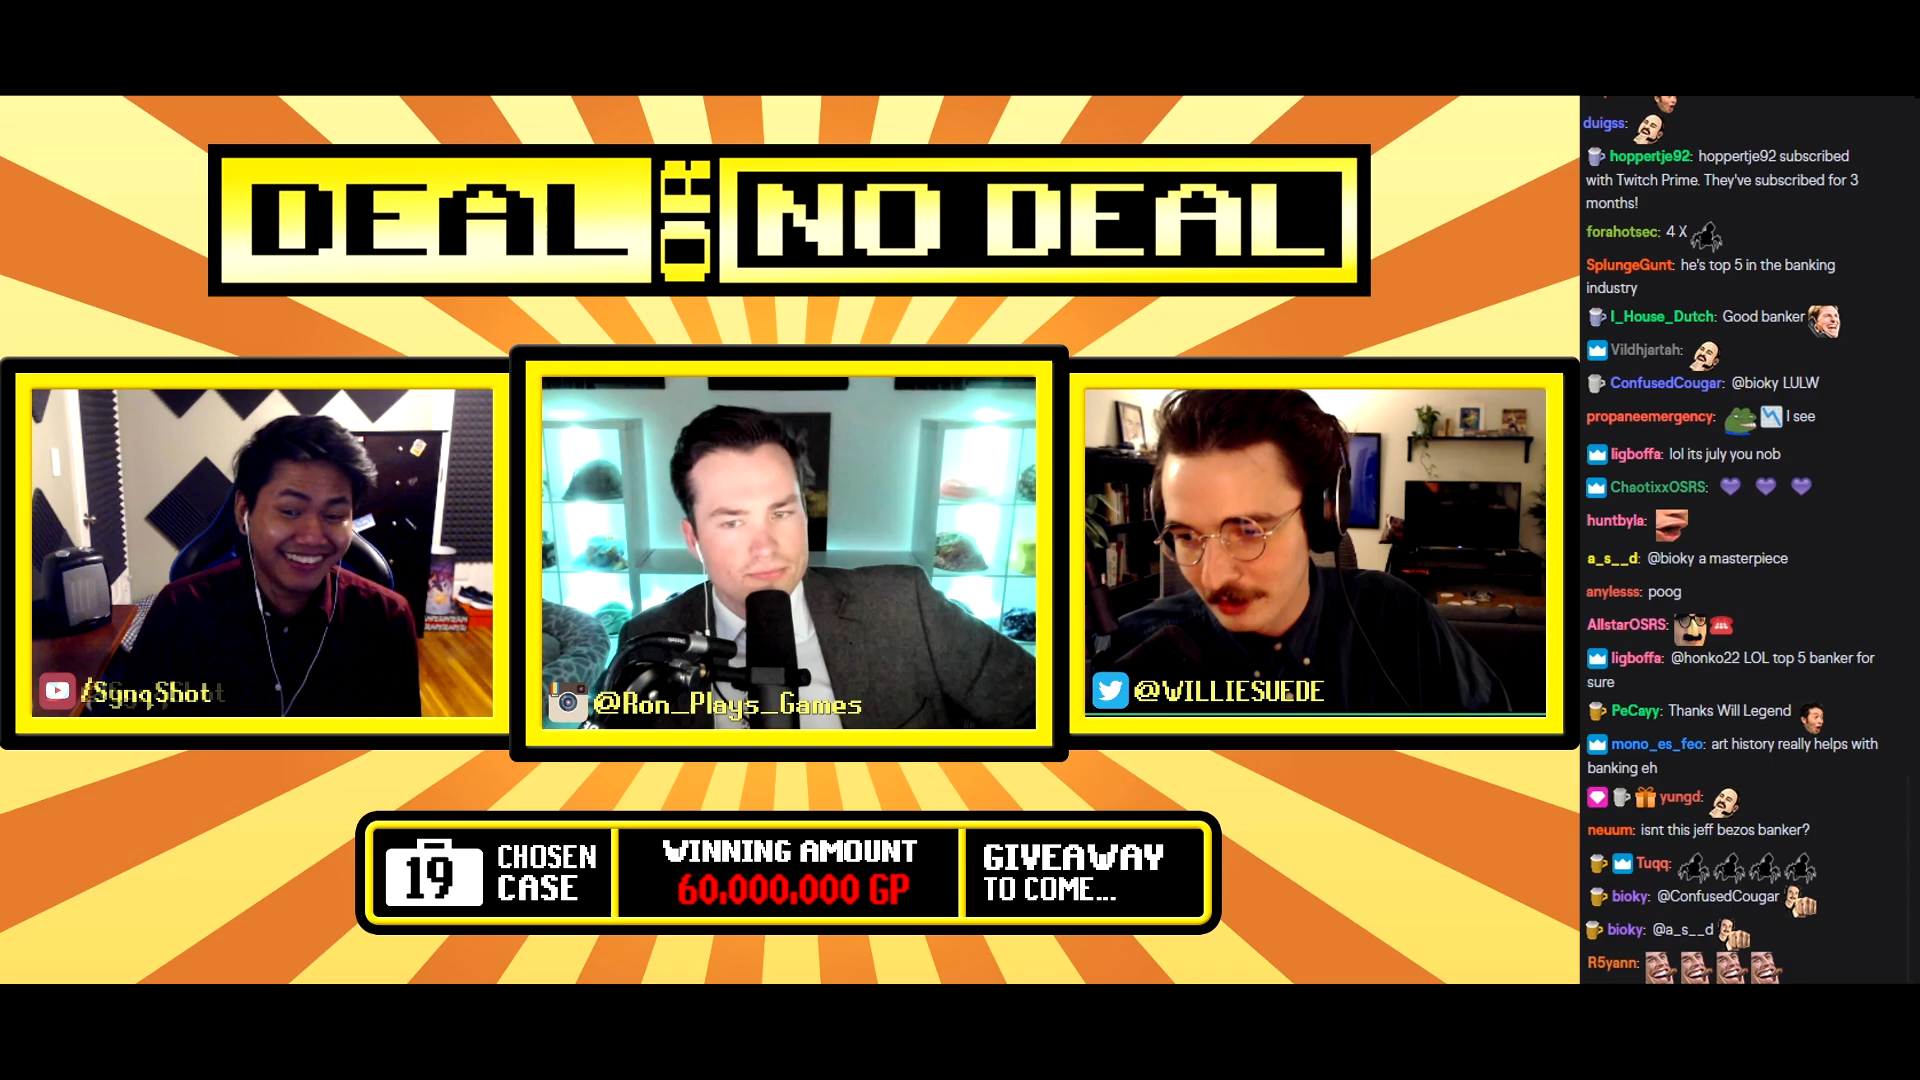 DEAL OR NO DEAL
/SynqShot
@Ron_Plays_Games
@WILLIESUEDE
19
CHOSEN
CASE
WINNING AMOUNT
60,000,000 GP
GIVEAWAY
TO COME...
duigss:
hoppertje92: hoppertje92 subscribed
with Twitch Prime. They've subscribed for 3
months!
forahotsec: 4 X
SplungeGunt: he's top 5 in the banking
industry
I_House_Dutch: Good banker
Vildhjartah:
ConfusedCougar: @bioky LULW
propaneemergency: I see
ligboffa: lol its july you nob
ChaotixxOSRS:
huntbyla:
a_s__d: @bioky a masterpiece
anylesss: poog
AllstarOSRS:
ligboffa: @honko22 LOL top 5 banker for
sure
PeCayy: Thanks Will Legend
mono_es_feo: art history really helps with
banking eh
yungd:
neuum: isnt this jeff bezos banker?
Tuqq:
bioky: @ConfusedCougar
bioky: @a_s__d
R5yann: